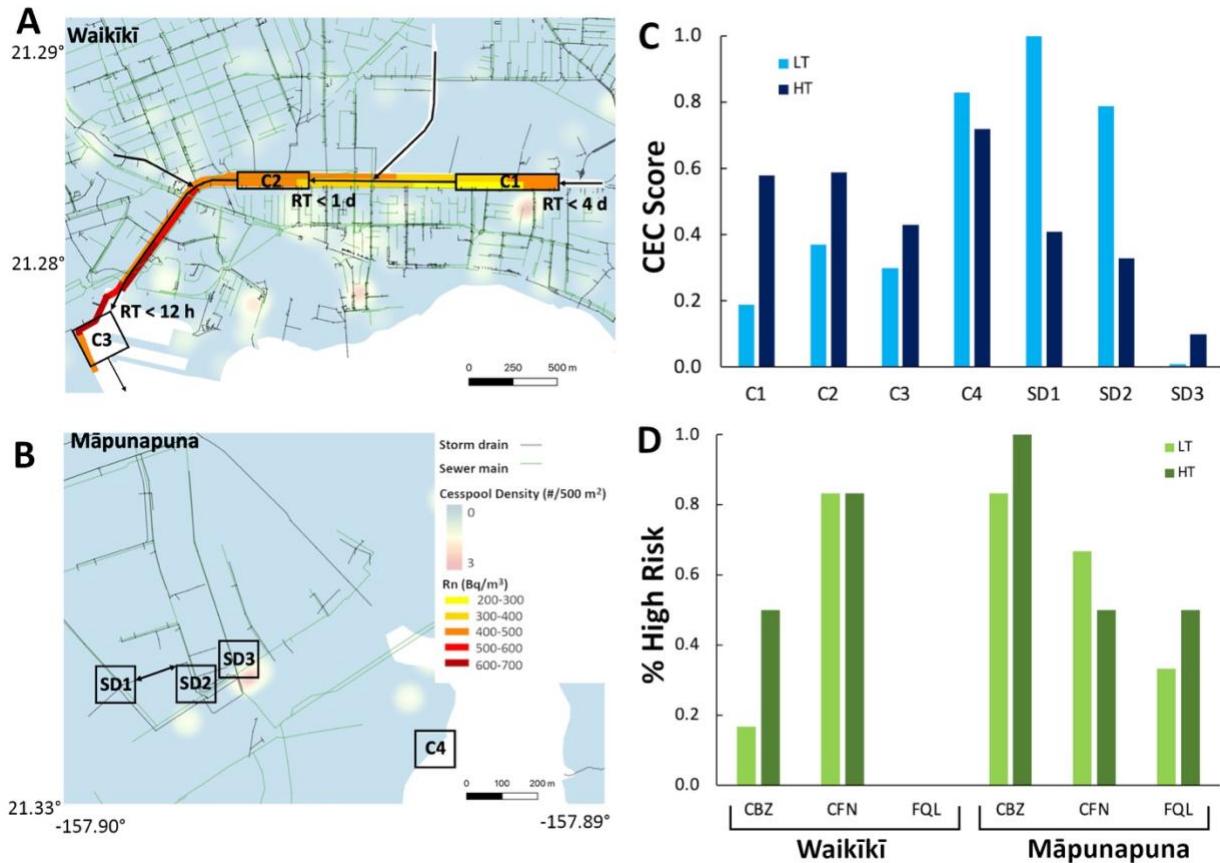 A
Waikīkī
21.29°
21.28°
C2
C1
RT < 1 d
RT < 4 d
RT < 12 h
C3
0 250 500 m
B
Māpunapuna
Storm drain
Sewer main
Cesspool Density (#/500 m²)
0
3
Rn (Bq/m³)
200-300
300-400
400-500
500-600
600-700
SD3
SD1
SD2
C4
0 100 200 m
21.33°
-157.90°
-157.89°
C
CEC Score
1.0
0.8
0.6
0.4
0.2
0.0
LT
HT
C1 C2 C3 C4 SD1 SD2 SD3
D
% High Risk
1.0
0.8
0.6
0.4
0.2
0.0
LT
HT
CBZ CFN FQL CBZ CFN FQL
Waikīkī Māpunapuna